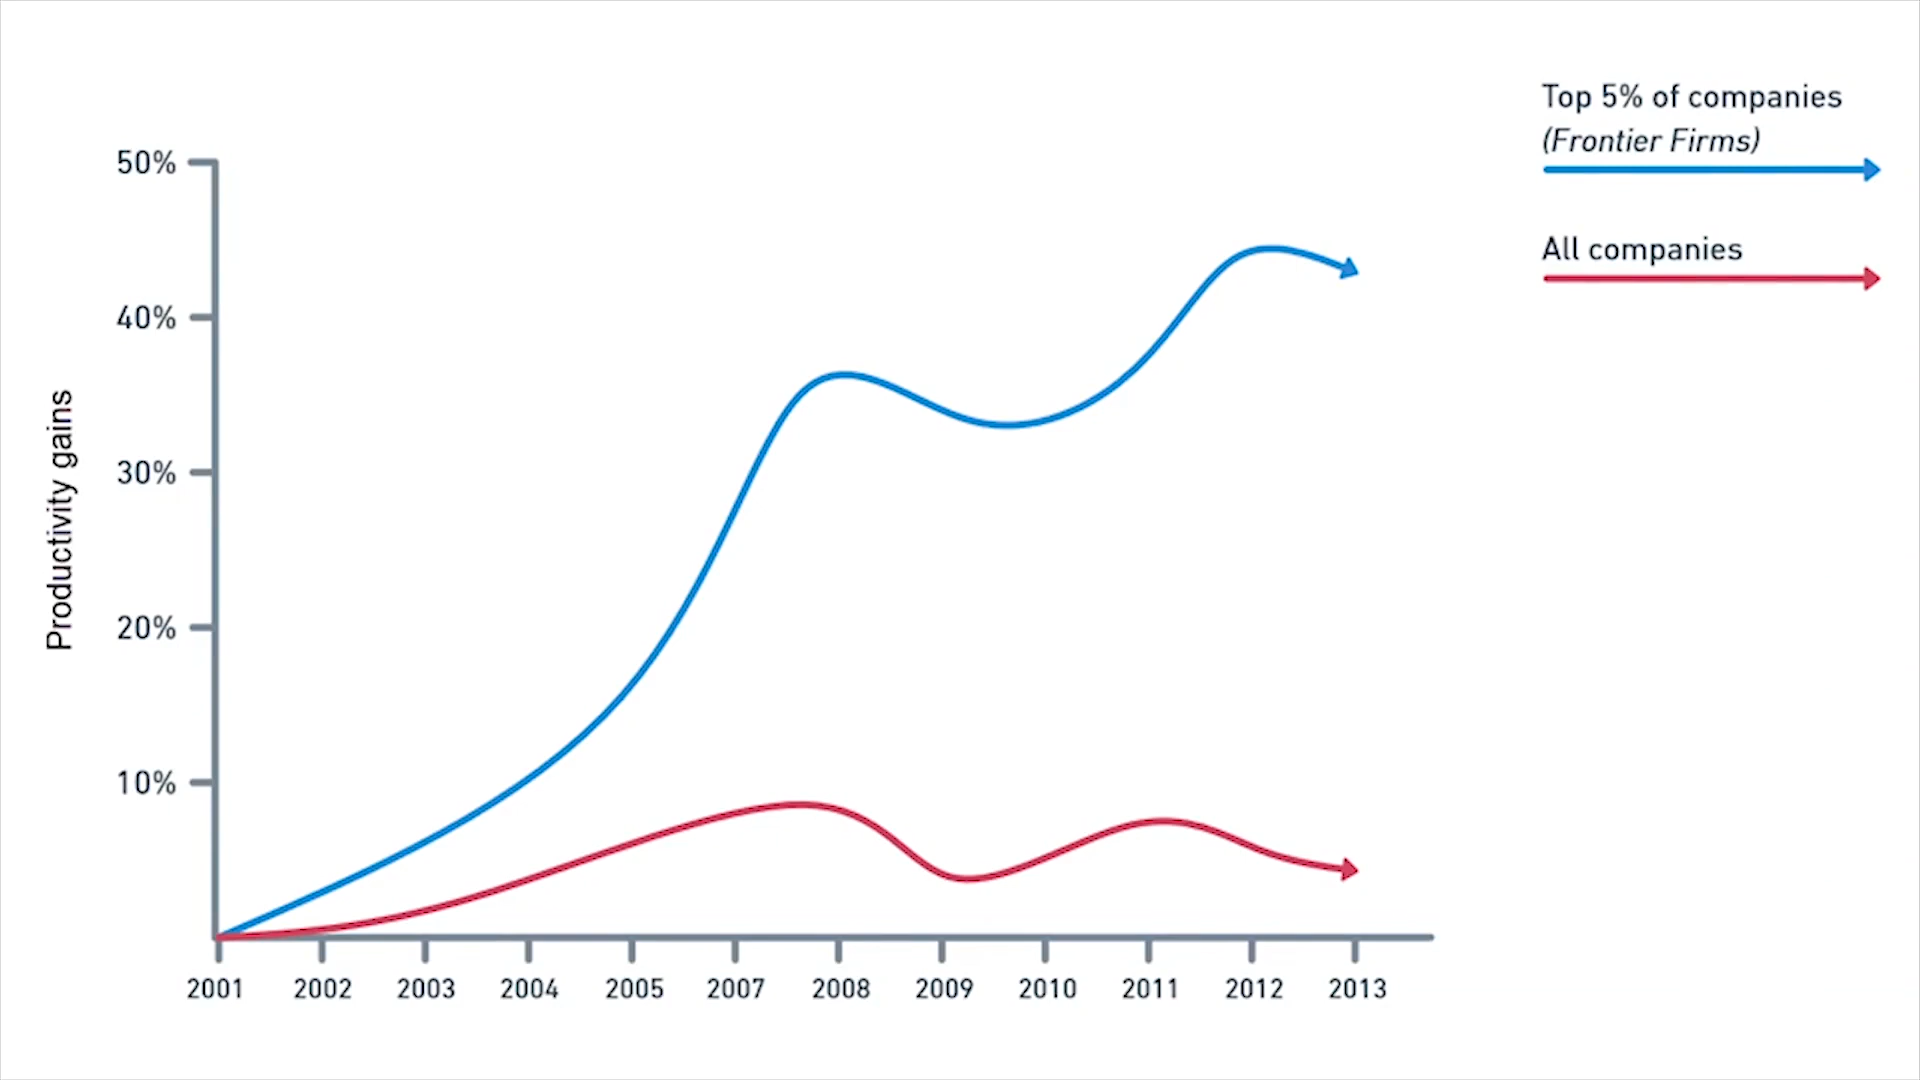 Top 5% of companies
(Frontier Firms)
All companies
Productivity gains
50%
40%
30%
20%
10%
2001 2002 2003 2004 2005 2007 2008 2009 2010 2011 2012 2013